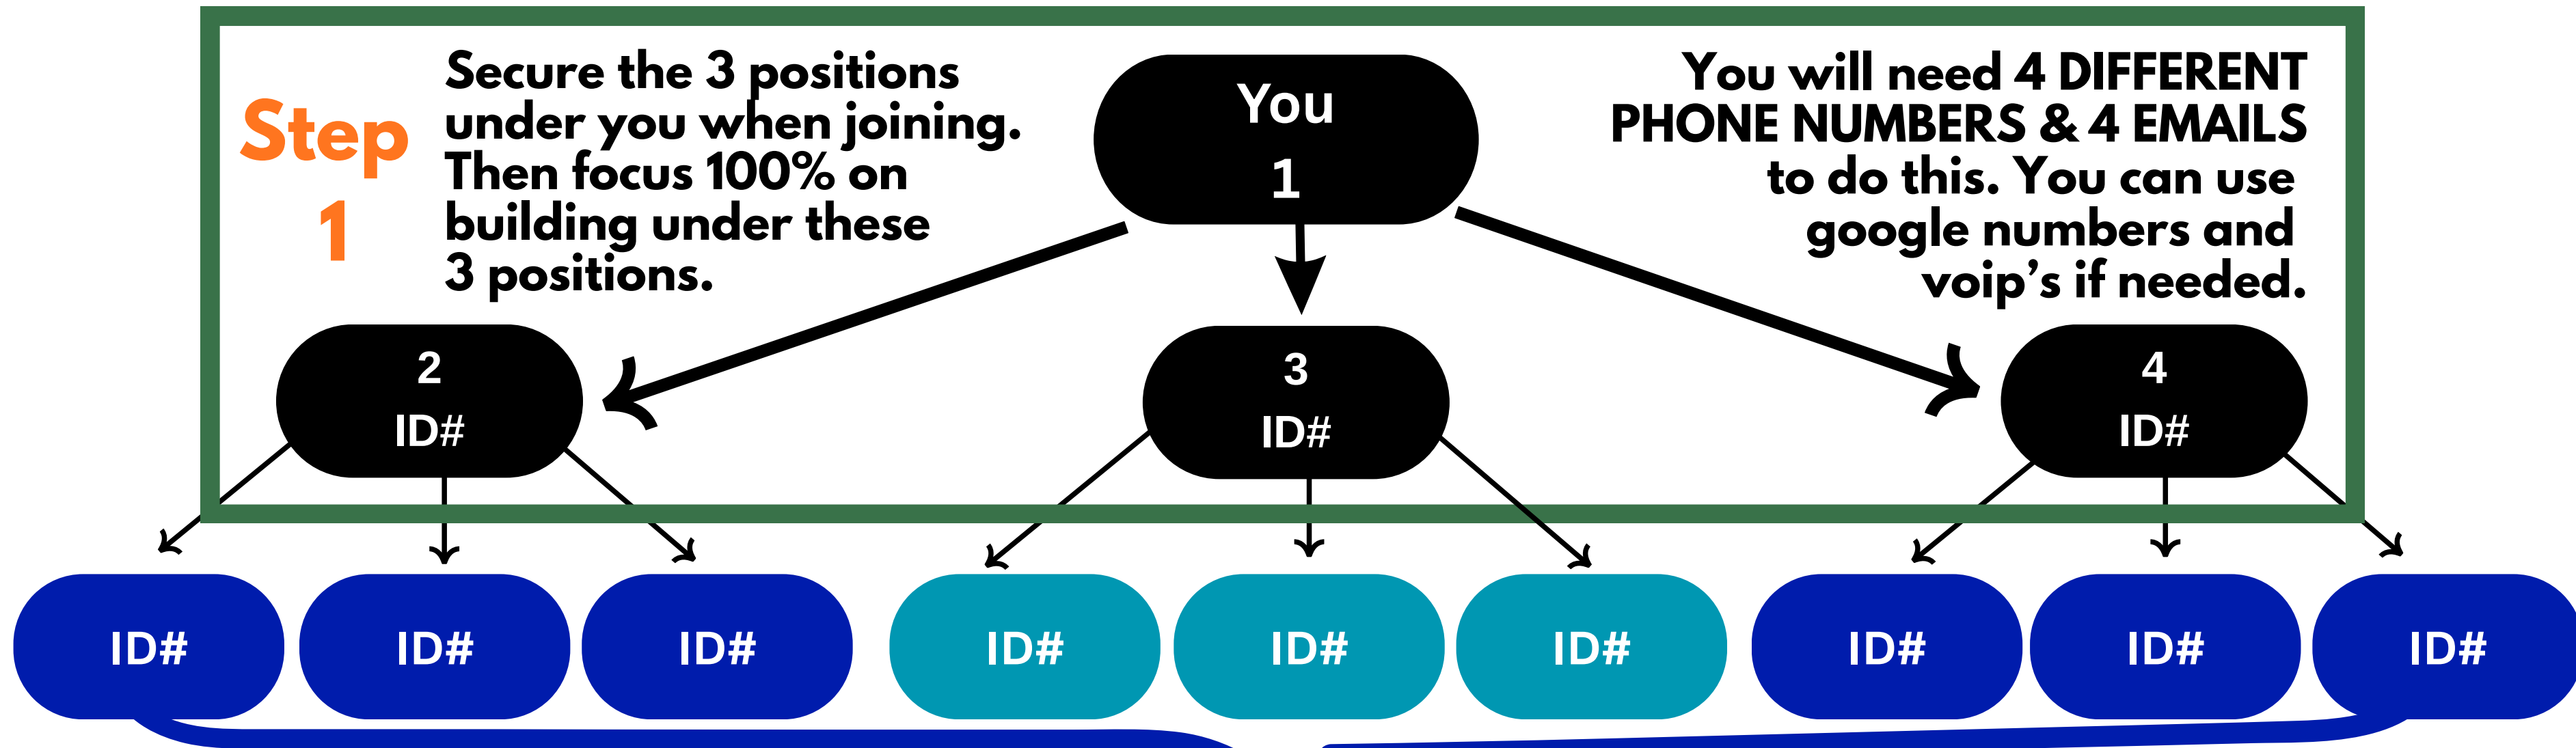 Step
1
Secure the 3 positions
under you when joining.
Then focus 100% on
building under these
3 positions.
You
1
You will need 4 DIFFERENT
PHONE NUMBERS & 4 EMAILS
to do this. You can use
google numbers and
voip’s if needed.
2
ID#
3
ID#
4
ID#
ID#
ID#
ID#
ID#
ID#
ID#
ID#
ID#
ID#